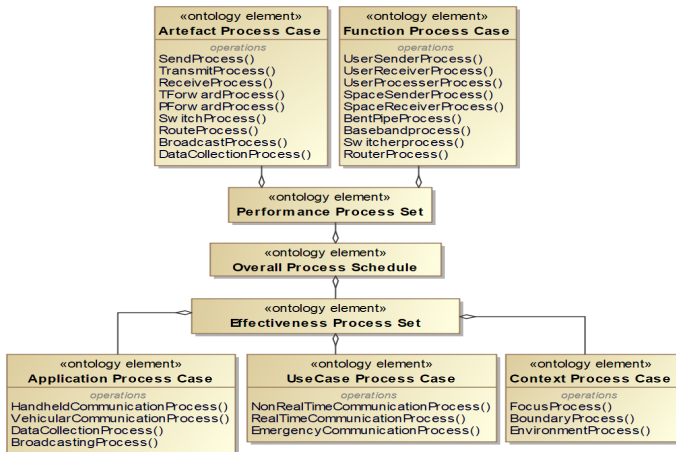 «ontology element»
Artefact Process Case
operations
SendProcess()
TransmitProcess()
ReceiveProcess()
TForwardProcess()
PForwardProcess()
SwitchProcess()
RouteProcess()
BroadcastProcess()
DataCollectionProcess()
«ontology element»
Function Process Case
operations
UserSenderProcess()
UserReceiverProcess()
UserProcesserProcess()
SpaceSenderProcess()
SpaceReceiverProcess()
BentPipeProcess()
Basebandprocess()
Switcherprocess()
RouterProcess()
«ontology element»
Performance Process Set
«ontology element»
Overall Process Schedule
«ontology element»
Effectiveness Process Set
«ontology element»
Application Process Case
operations
HandheldCommunicationProcess()
VehicularCommunicationProcess()
DataCollectionProcess()
BroadcastingProcess()
«ontology element»
UseCase Process Case
operations
NonRealTimeCommunicationProcess()
RealTimeCommunicationProcess()
EmergencyCommunicationProcess()
«ontology element»
Context Process Case
operations
FocusProcess()
BoundaryProcess()
EnvironmentProcess()